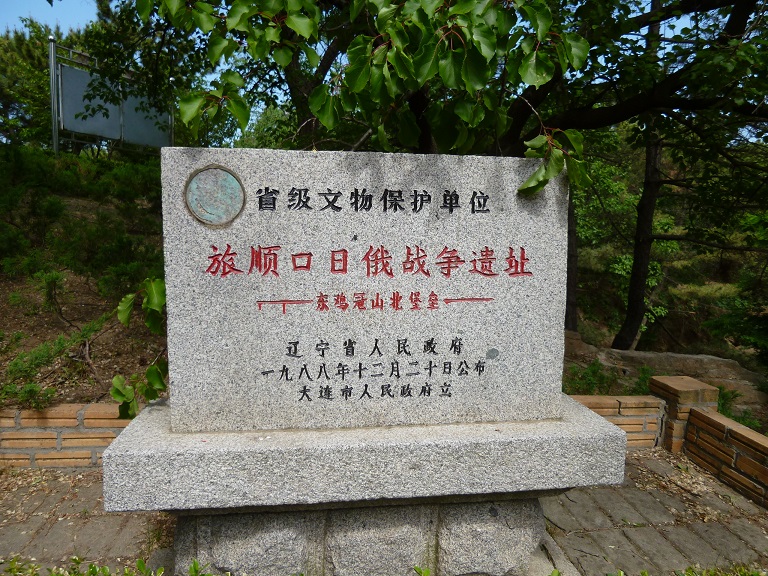 省级文物保护单位
旅顺口日俄战争遗址
东鸡冠山北堡垒
辽宁省人民政府
一九八八年十二月二十日公布
大连市人民政府立